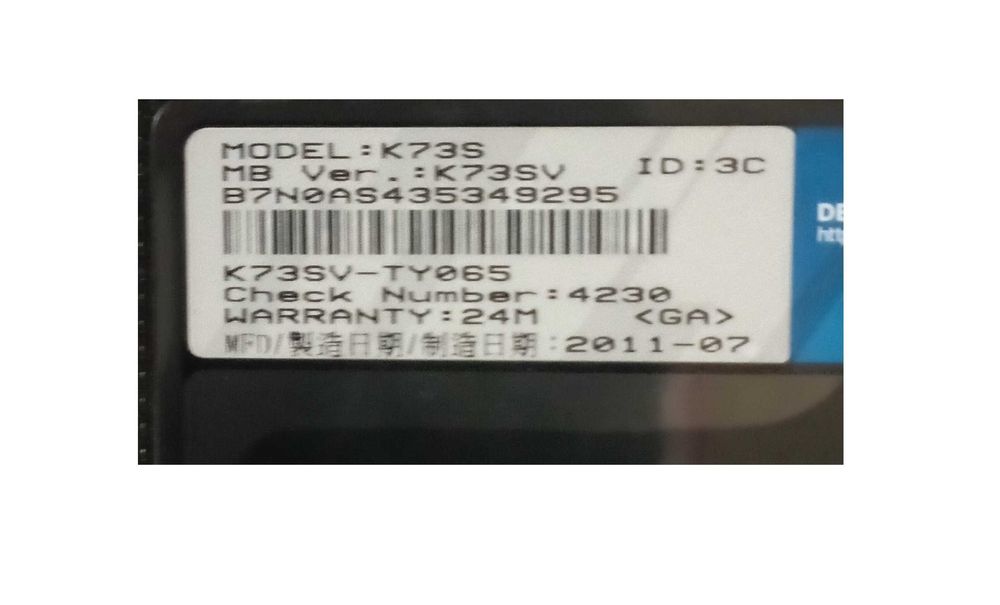 MODEL:K73S
MB Ver.:K73SV ID:3C
B7N0AS435349295
K73SV-TY065
Check Number:4230
WARRANTY:24M <GA>
MFD/製造日期/制造日期:2011-07